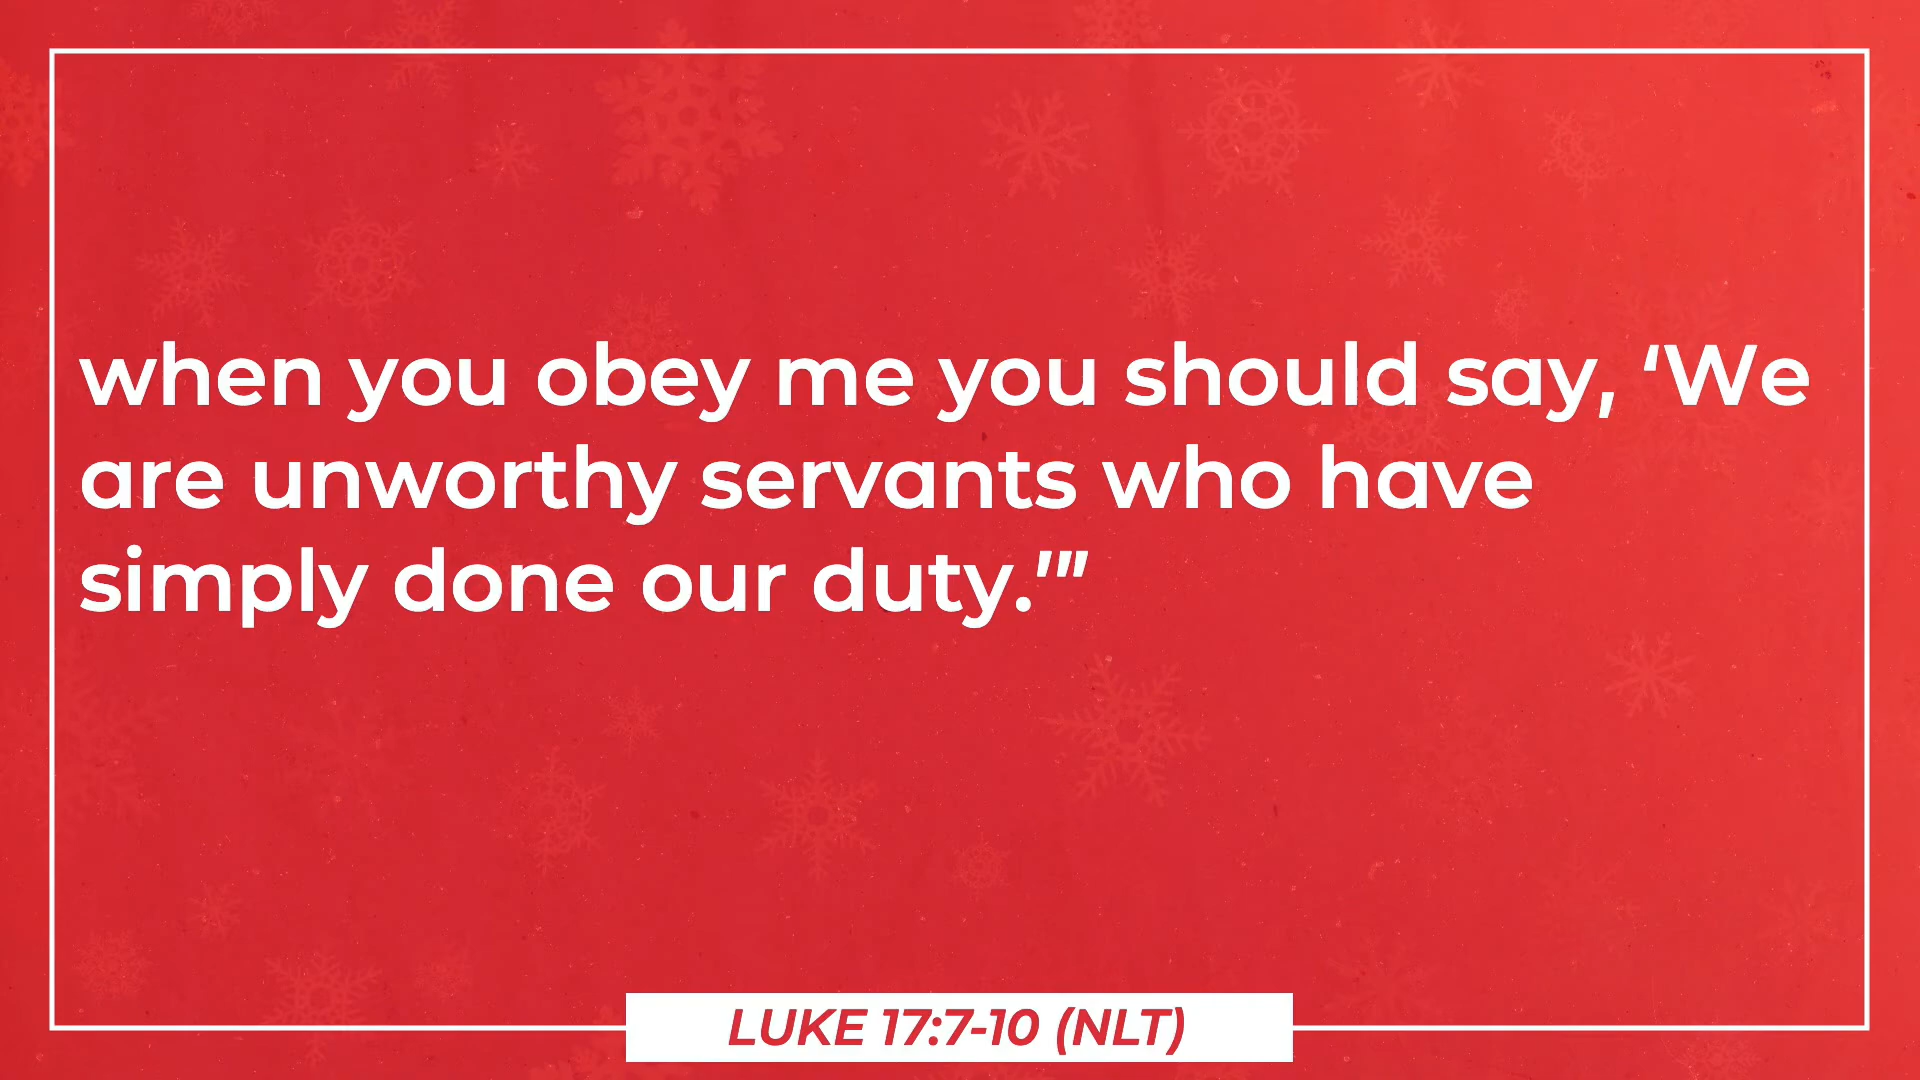 when you obey me you should say, ‘We
are unworthy servants who have
simply done our duty.’”
LUKE 17:7-10 (NLT)